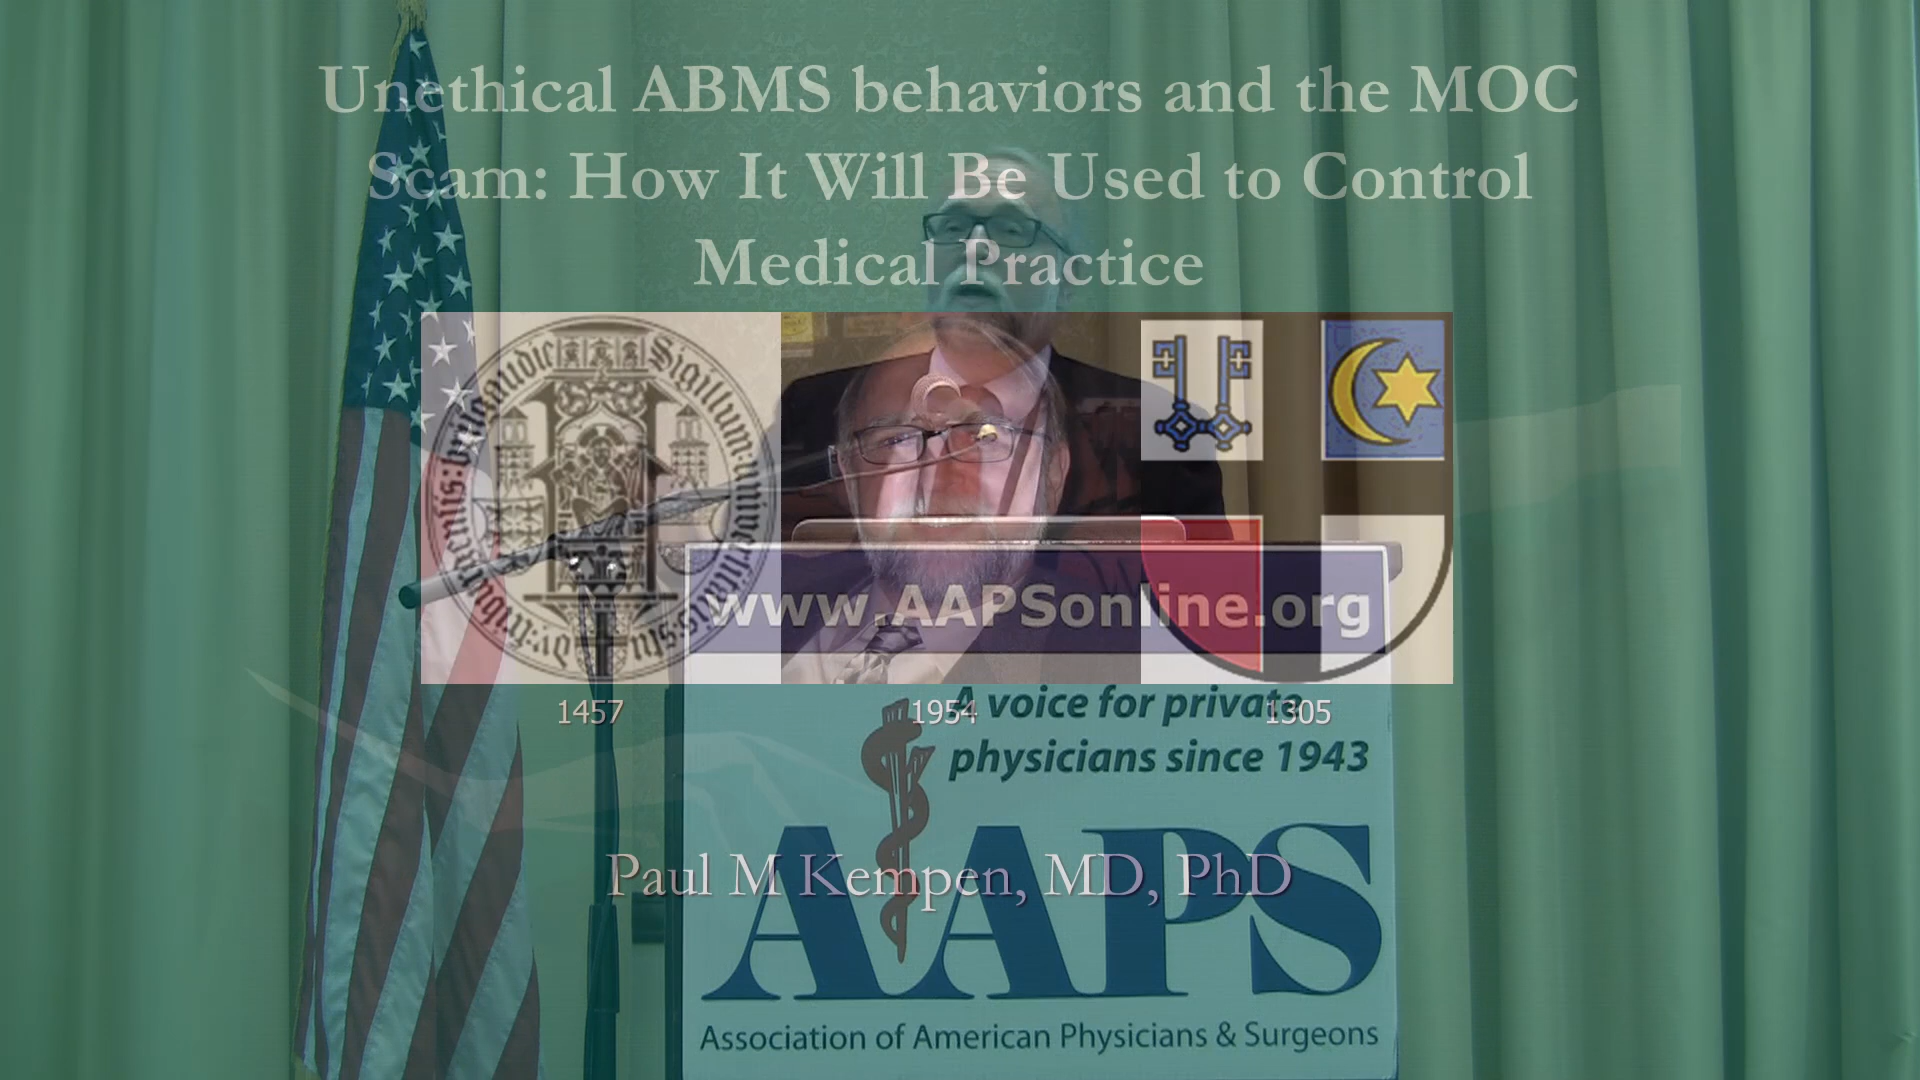 Unethical ABMS behaviors and the MOC
Scam: How It Will Be Used to Control
Medical Practice
www.AAPSonline.org
1457
1954
1305
A voice for private
physicians since 1943
Paul M Kempen, MD, PhD
AAPS
Association of American Physicians & Surgeons